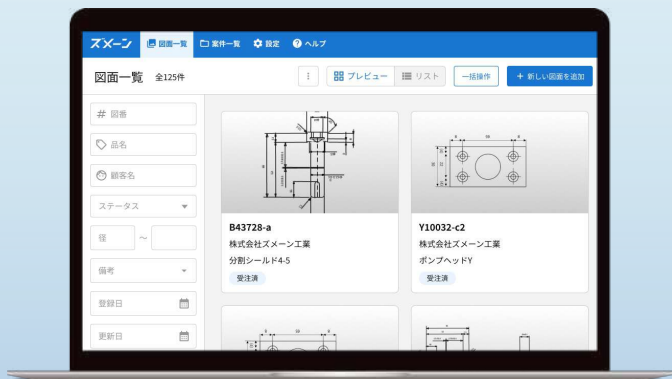 ズメーン 図面一覧 案件一覧 設定 ? ヘルプ
図面一覧 全125件 プレビュー リスト 一括操作 + 新しい図面を追加
# 図番
品名
顧客名
ステータス
径 ~
備考
登録日
更新日
B43728-a
株式会社ズメーン工業
分割シールド4-5
受注済
Y10032-c2
株式会社ズメーン工業
ポンプヘッドY
受注済